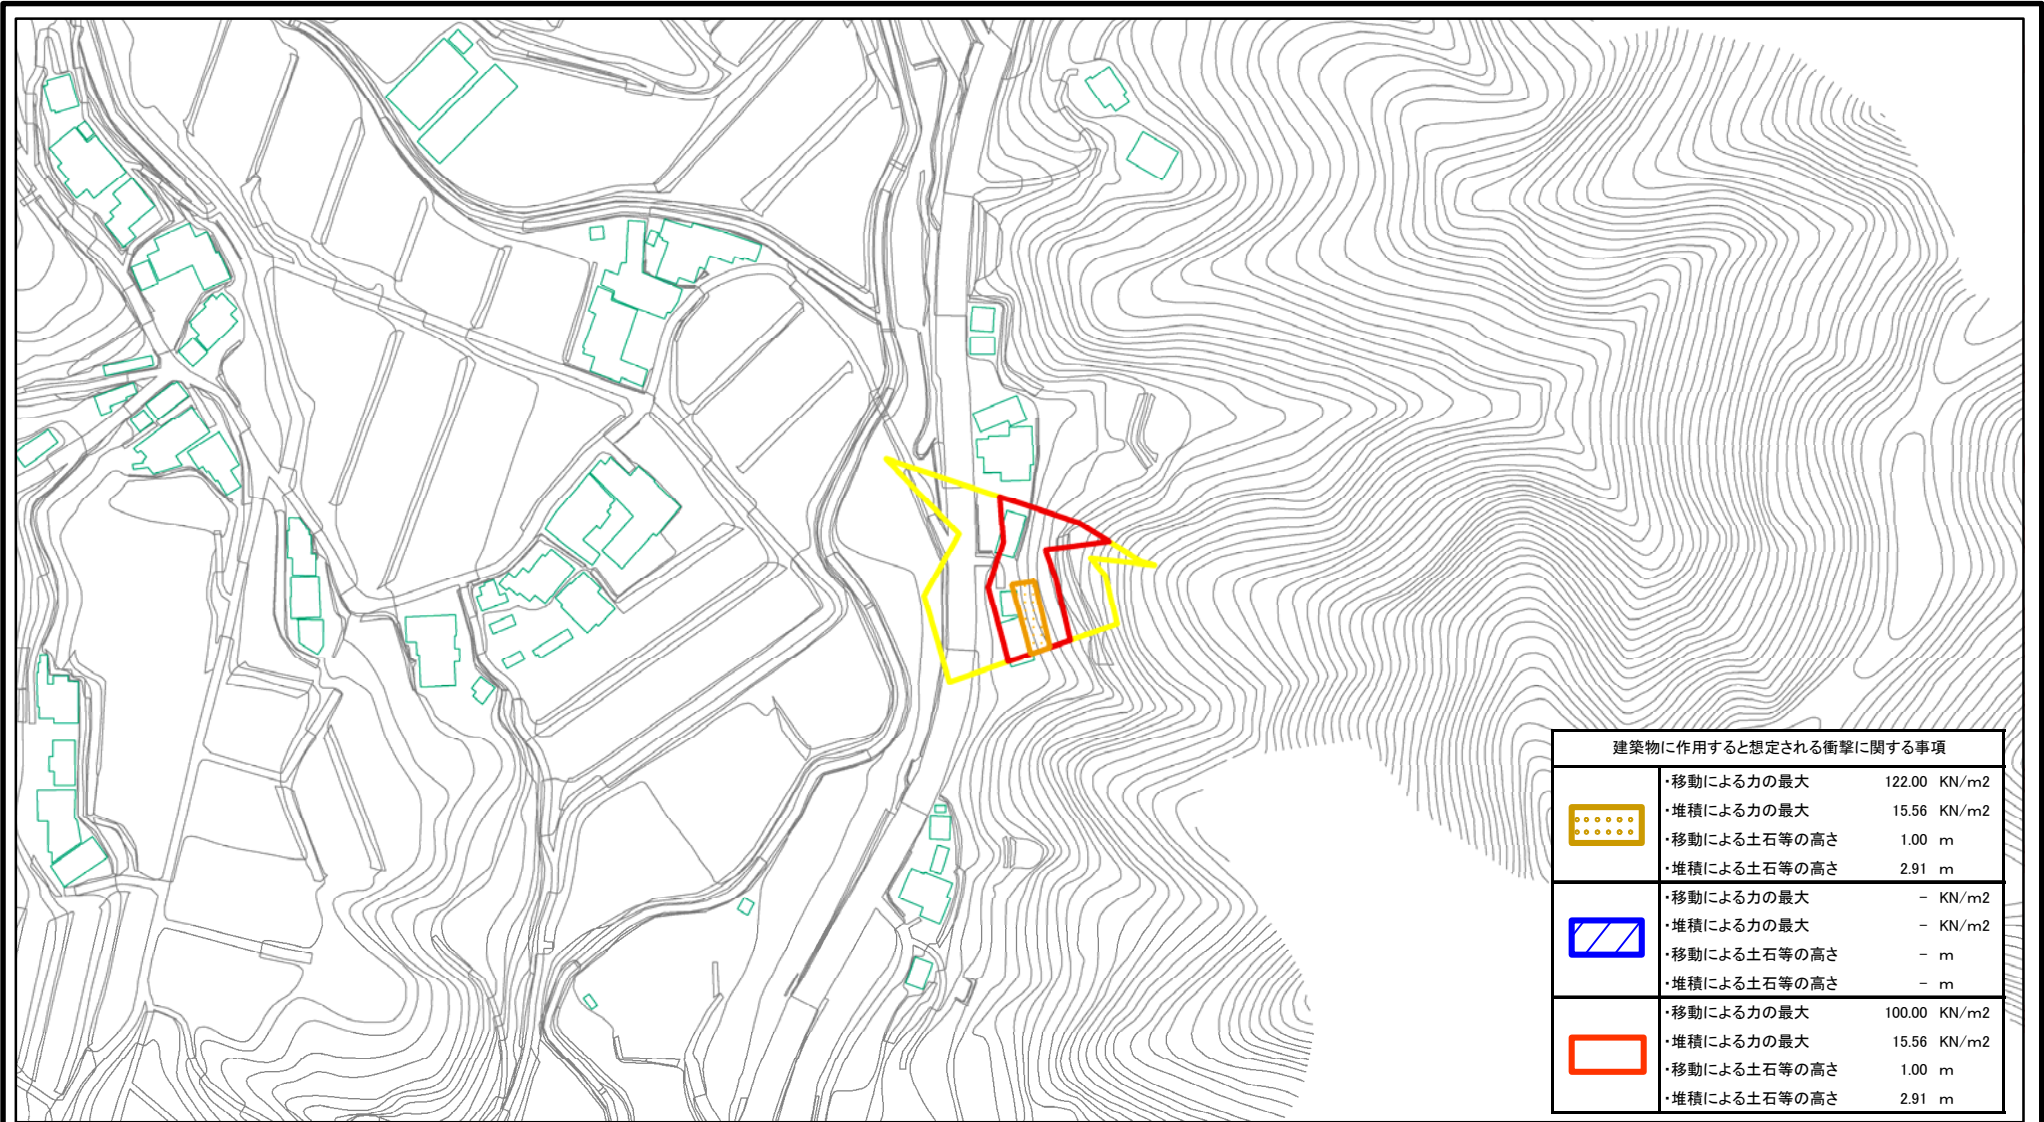 建築物に作用すると想定される衝撃に関する事項
・移動による力の最大 122.00 KN/m2
・堆積による力の最大 15.56 KN/m2
・移動による土石等の高さ 1.00 m
・堆積による土石等の高さ 2.91 m
・移動による力の最大 - KN/m2
・堆積による力の最大 - KN/m2
・移動による土石等の高さ - m
・堆積による土石等の高さ - m
・移動による力の最大 100.00 KN/m2
・堆積による力の最大 15.56 KN/m2
・移動による土石等の高さ 1.00 m
・堆積による土石等の高さ 2.91 m